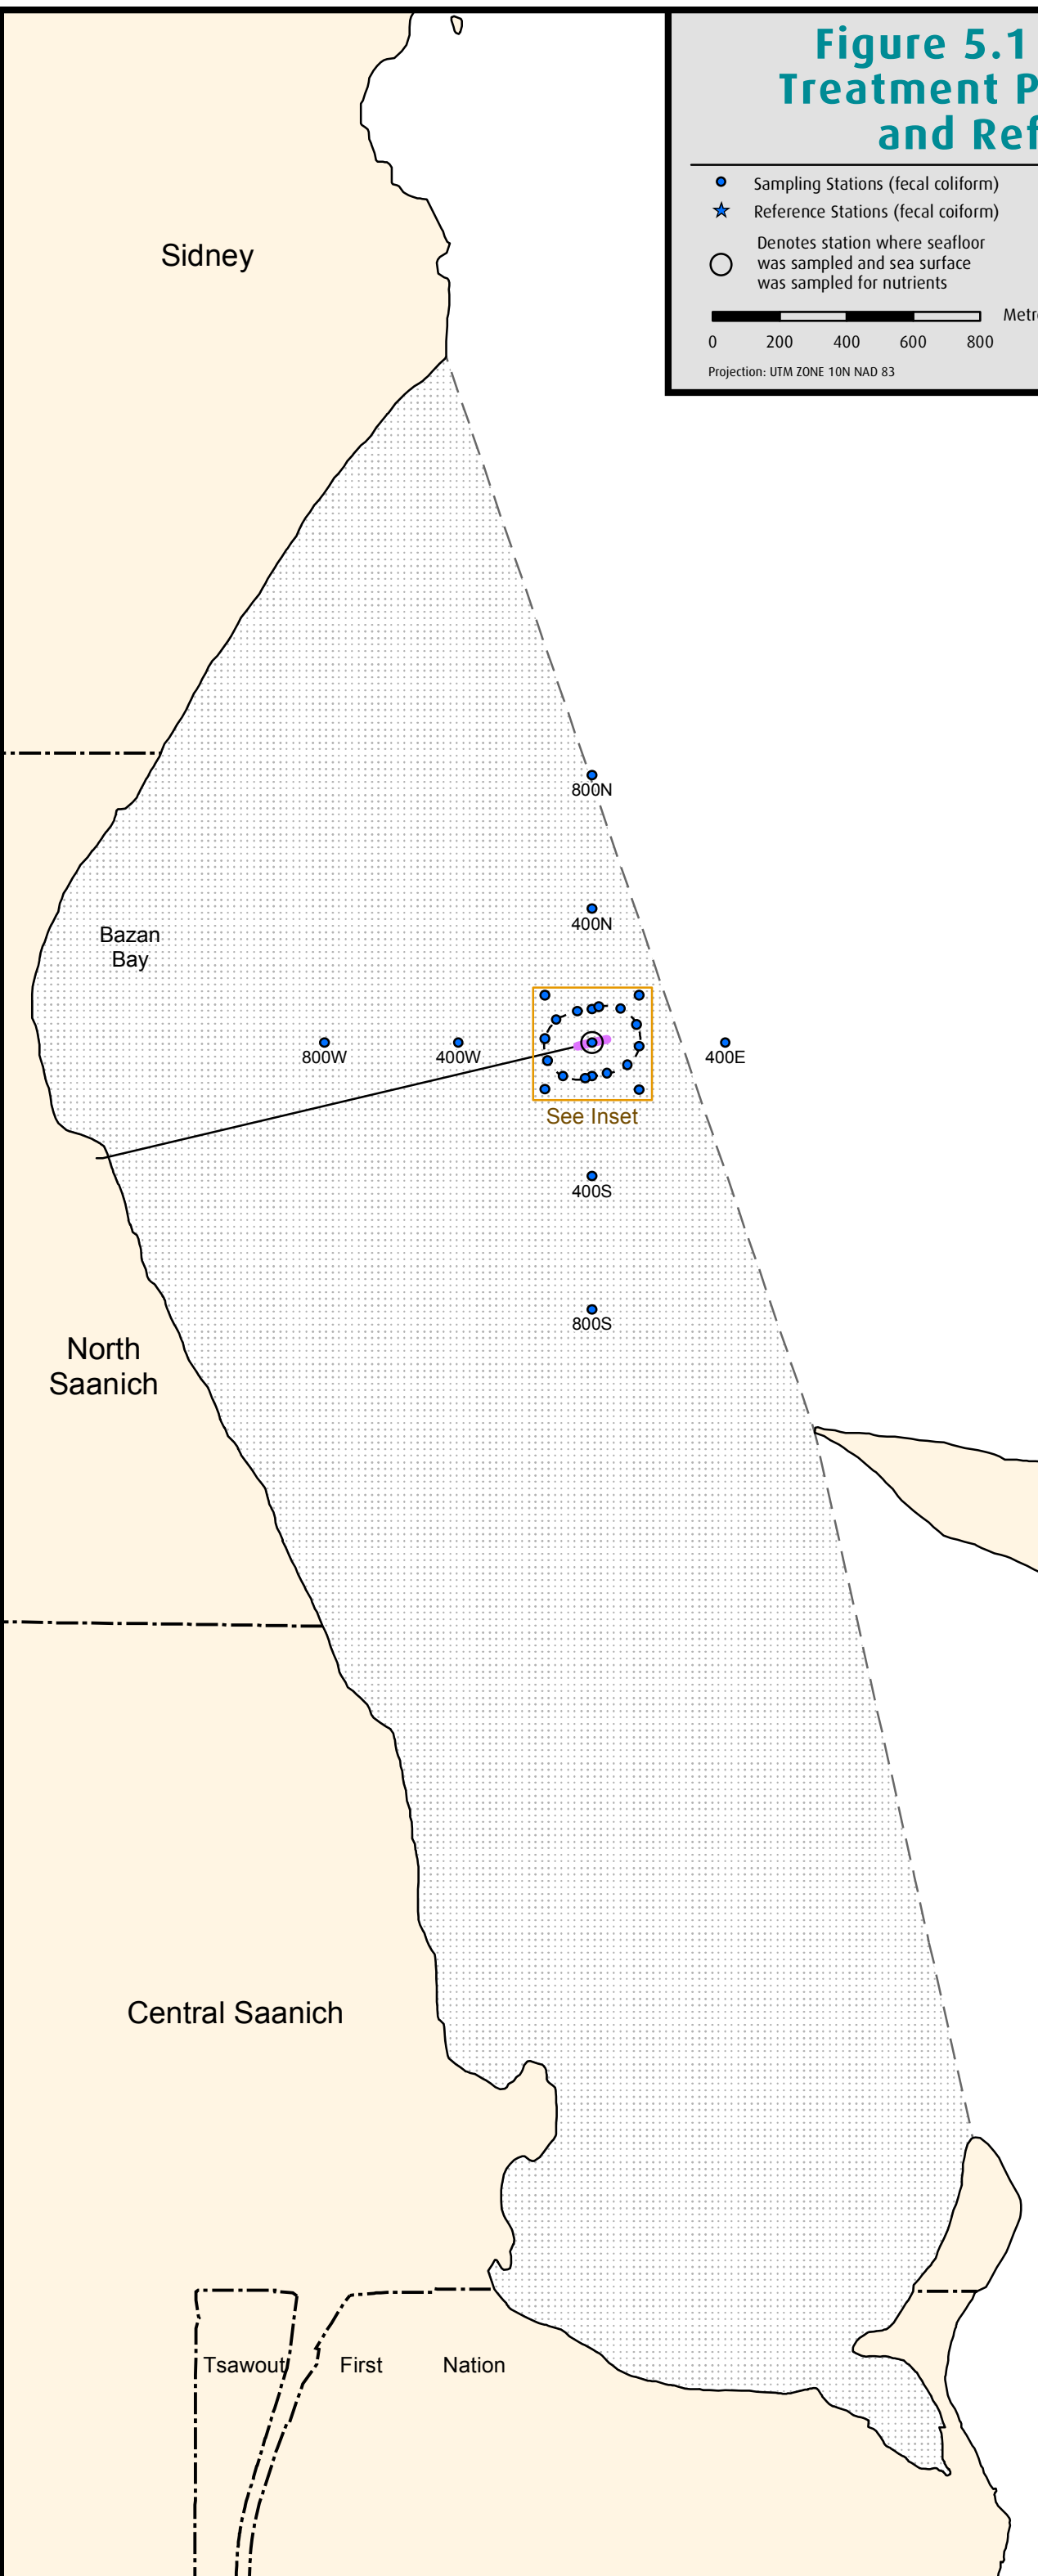 Figure 5.1
Treatment P
and Ref
Sampling Stations (fecal coliform)
Reference Stations (fecal coiform)
Denotes station where seafloor
was sampled and sea surface
was sampled for nutrients
Metr
0 200 400 600 800
Projection: UTM ZONE 10N NAD 83
Sidney
800N
400N
Bazan
Bay
800W 400W 400E
See Inset
400S
800S
North
Saanich
Central Saanich
Tsawout First Nation